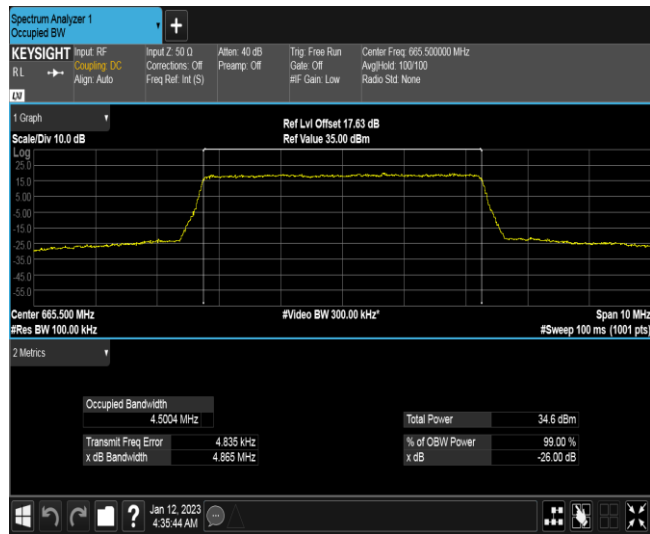 Spectrum Analyzer 1
Occupied BW
+
KEYSIGHT
RL
LXI
Input: RF
Coupling: DC
Align: Auto
Input Z: 50 Ω
Corrections: Off
Freq Ref: Int (S)
Atten: 40 dB
Preamp: Off
Trig: Free Run
Gate: Off
#IF Gain: Low
Center Freq: 665.500000 MHz
Avg|Hold: 100/100
Radio Std: None
1 Graph
Scale/Div 10.0 dB
Ref Lvl Offset 17.63 dB
Ref Value 35.00 dBm
Log
25.0
15.0
5.00
-5.00
-15.0
-25.0
-35.0
-45.0
-55.0
Center 665.500 MHz
#Video BW 300.00 kHz*
Span 10 MHz
#Res BW 100.00 kHz
#Sweep 100 ms (1001 pts)
2 Metrics
Occupied Bandwidth
4.5004 MHz
Transmit Freq Error 4.835 kHz
x dB Bandwidth 4.865 MHz
Total Power 34.6 dBm
% of OBW Power 99.00 %
x dB -26.00 dB
?
Jan 12, 2023
4:35:44 AM